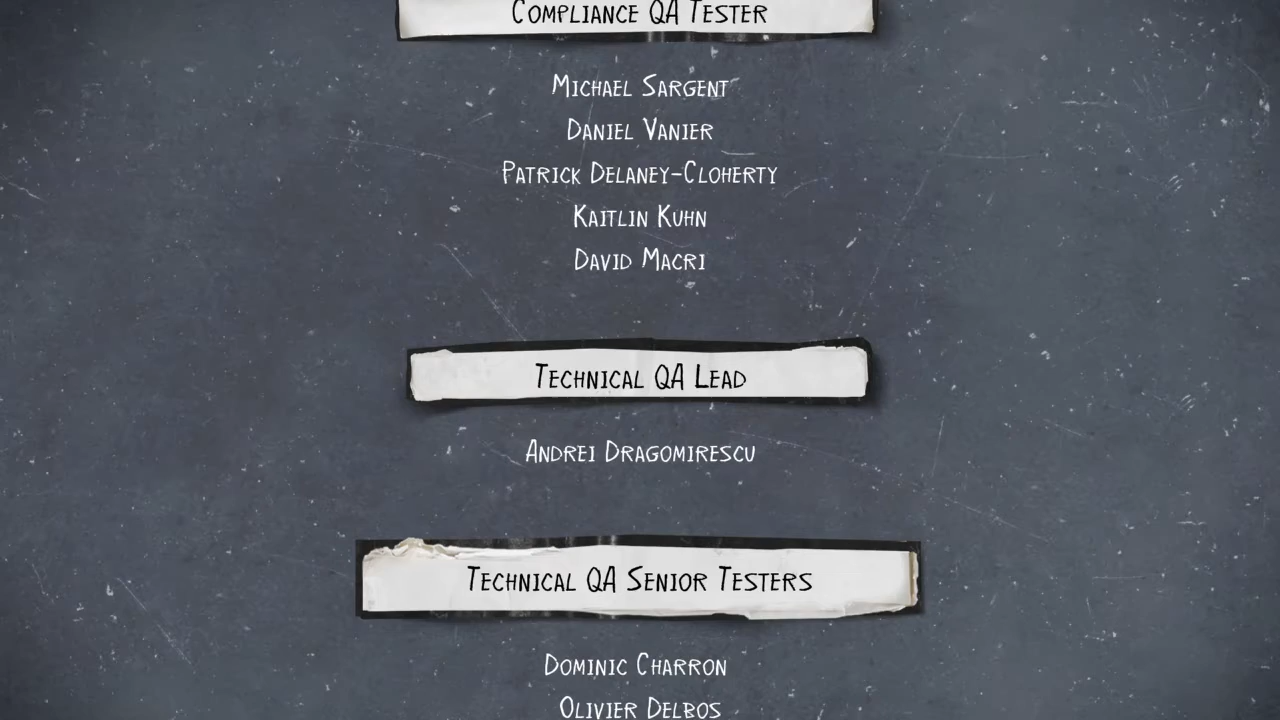 Compliance QA Tester
Michael Sargent
Daniel Vanier
Patrick Delaney-Cloherty
Kaitlin Kuhn
David Macri
Technical QA Lead
Andrei Dragomirescu
Technical QA Senior Testers
Dominic Charron
Olivier Delbos